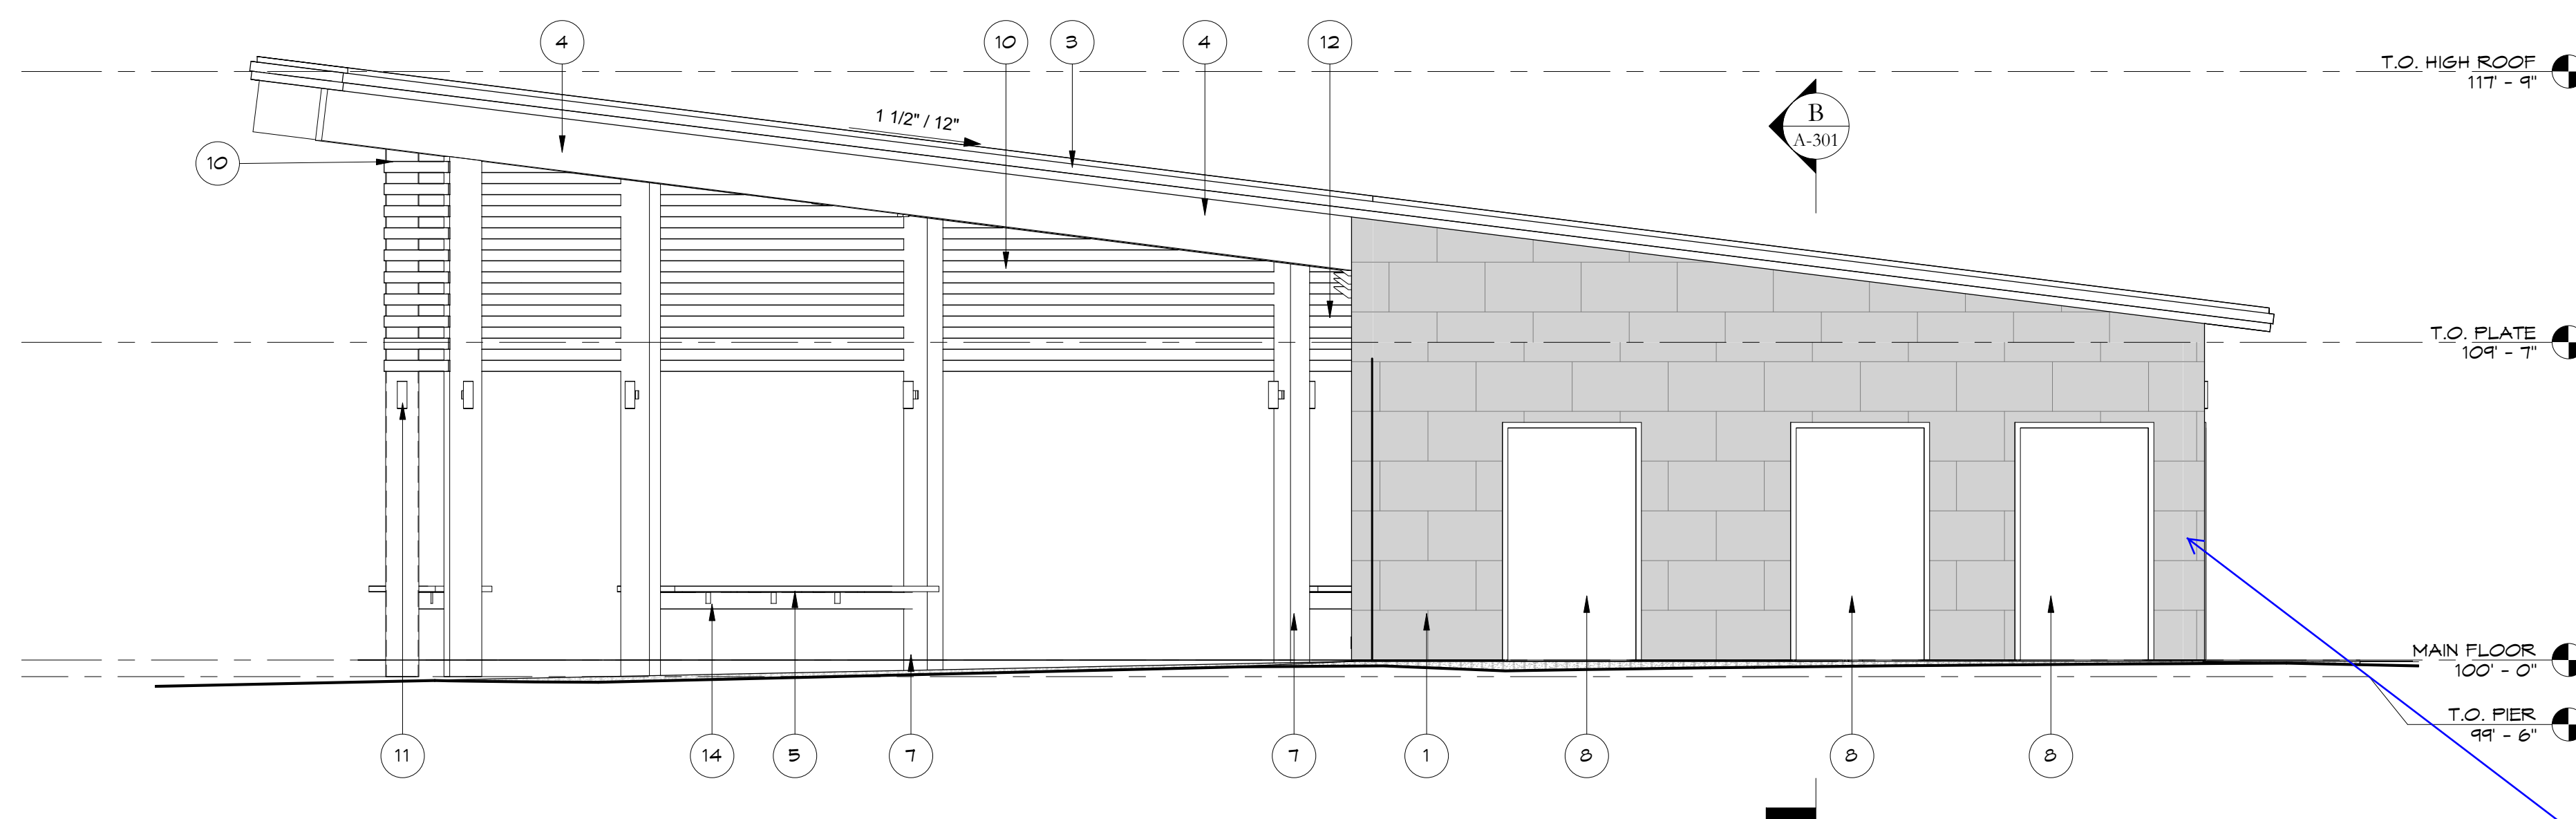 4
10
3
4
12
T.O. HIGH ROOF
117' - 9"
1 1/2" / 12"
B
A-301
10
T.O. PLATE
109' - 7"
MAIN FLOOR
100' - 0"
T.O. PIER
99' - 6"
11
14
5
7
7
1
8
8
8